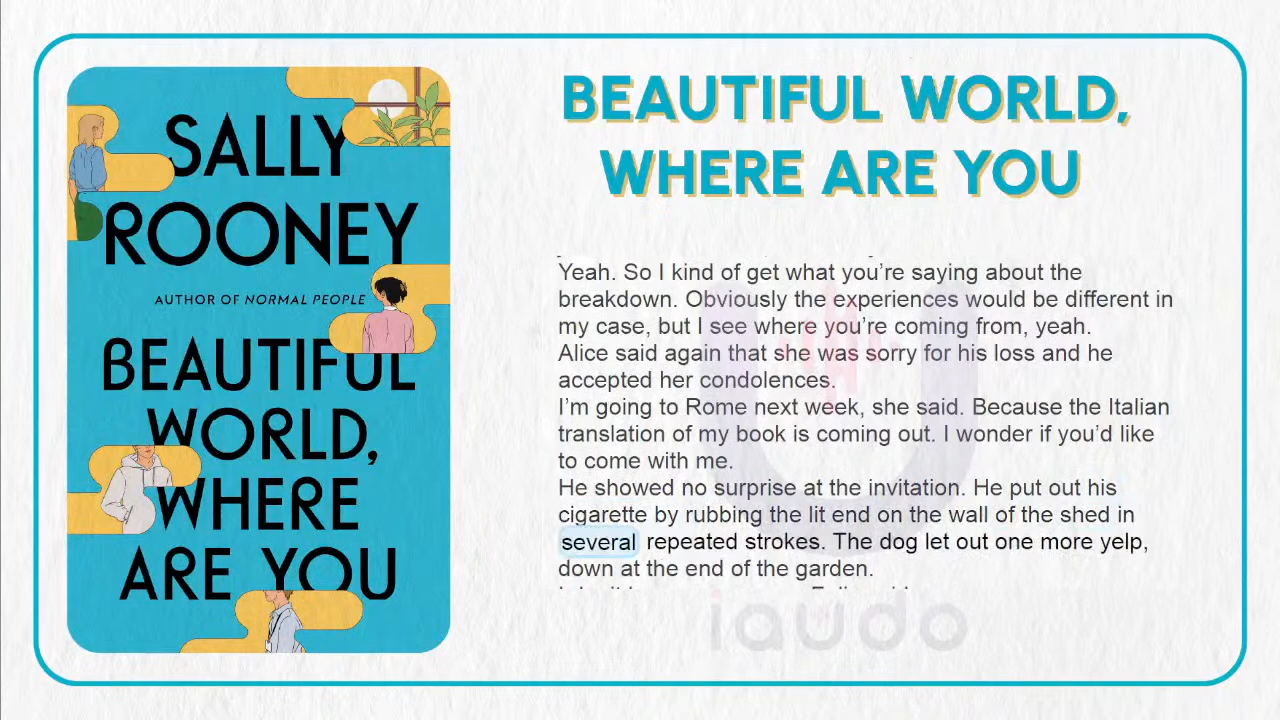 SALLY
ROONEY
AUTHOR OF NORMAL PEOPLE
BEAUTIFUL
WORLD,
WHERE
ARE YOU
BEAUTIFUL WORLD,
WHERE ARE YOU
Yeah. So I kind of get what you’re saying about the
breakdown. Obviously the experiences would be different in
my case, but I see where you’re coming from, yeah.
Alice said again that she was sorry for his loss and he
accepted her condolences.
I’m going to Rome next week, she said. Because the Italian
translation of my book is coming out. I wonder if you’d like
to come with me.
He showed no surprise at the invitation. He put out his
cigarette by rubbing the lit end on the wall of the shed in
several repeated strokes. The dog let out one more yelp,
down at the end of the garden.
iaudo